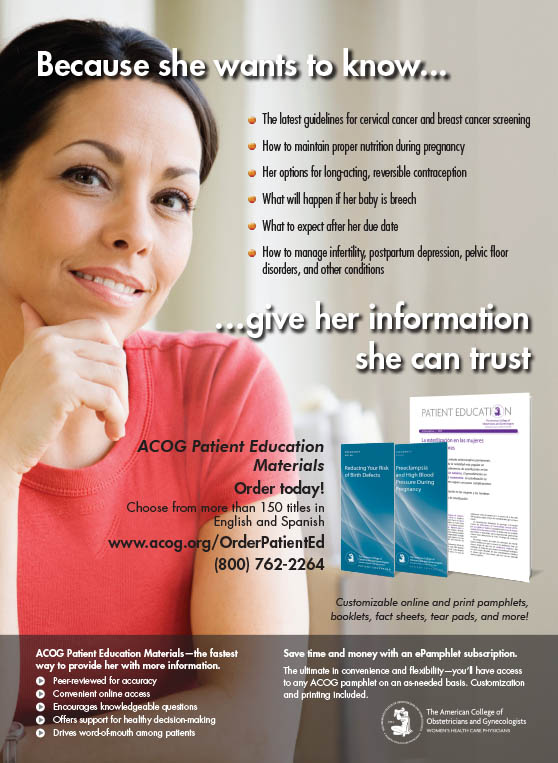 Because she wants to know...
The latest guidelines for cervical cancer and breast cancer screening
How to maintain proper nutrition during pregnancy
Her options for long-acting, reversible contraception
What will happen if her baby is breech
What to expect after her due date
How to manage infertility, postpartum depression, pelvic floor
disorders, and other conditions
...give her information
she can trust
ACOG Patient Education
Materials
Order today!
Choose from more than 150 titles in
English and Spanish
www.acog.org/OrderPatientEd
(800) 762-2264
Reducing Your Risk
of Birth Defects
Preeclampsia
and High Blood
Pressure During
Pregnancy
PATIENT EDUCATION
La esterilización en las mujeres
Customizable online and print pamphlets,
booklets, fact sheets, tear pads, and more!
ACOG Patient Education Materials—the fastest
way to provide her with more information.
Peer-reviewed for accuracy
Convenient online access
Encourages knowledgeable questions
Offers support for healthy decision-making
Drives word-of-mouth among patients
Save time and money with an ePamphlet subscription.
The ultimate in convenience and flexibility—you'll have access
to any ACOG pamphlet on an as-needed basis. Customization
and printing included.
The American College of
Obstetricians and Gynecologists
WOMEN'S HEALTH CARE PHYSICIANS